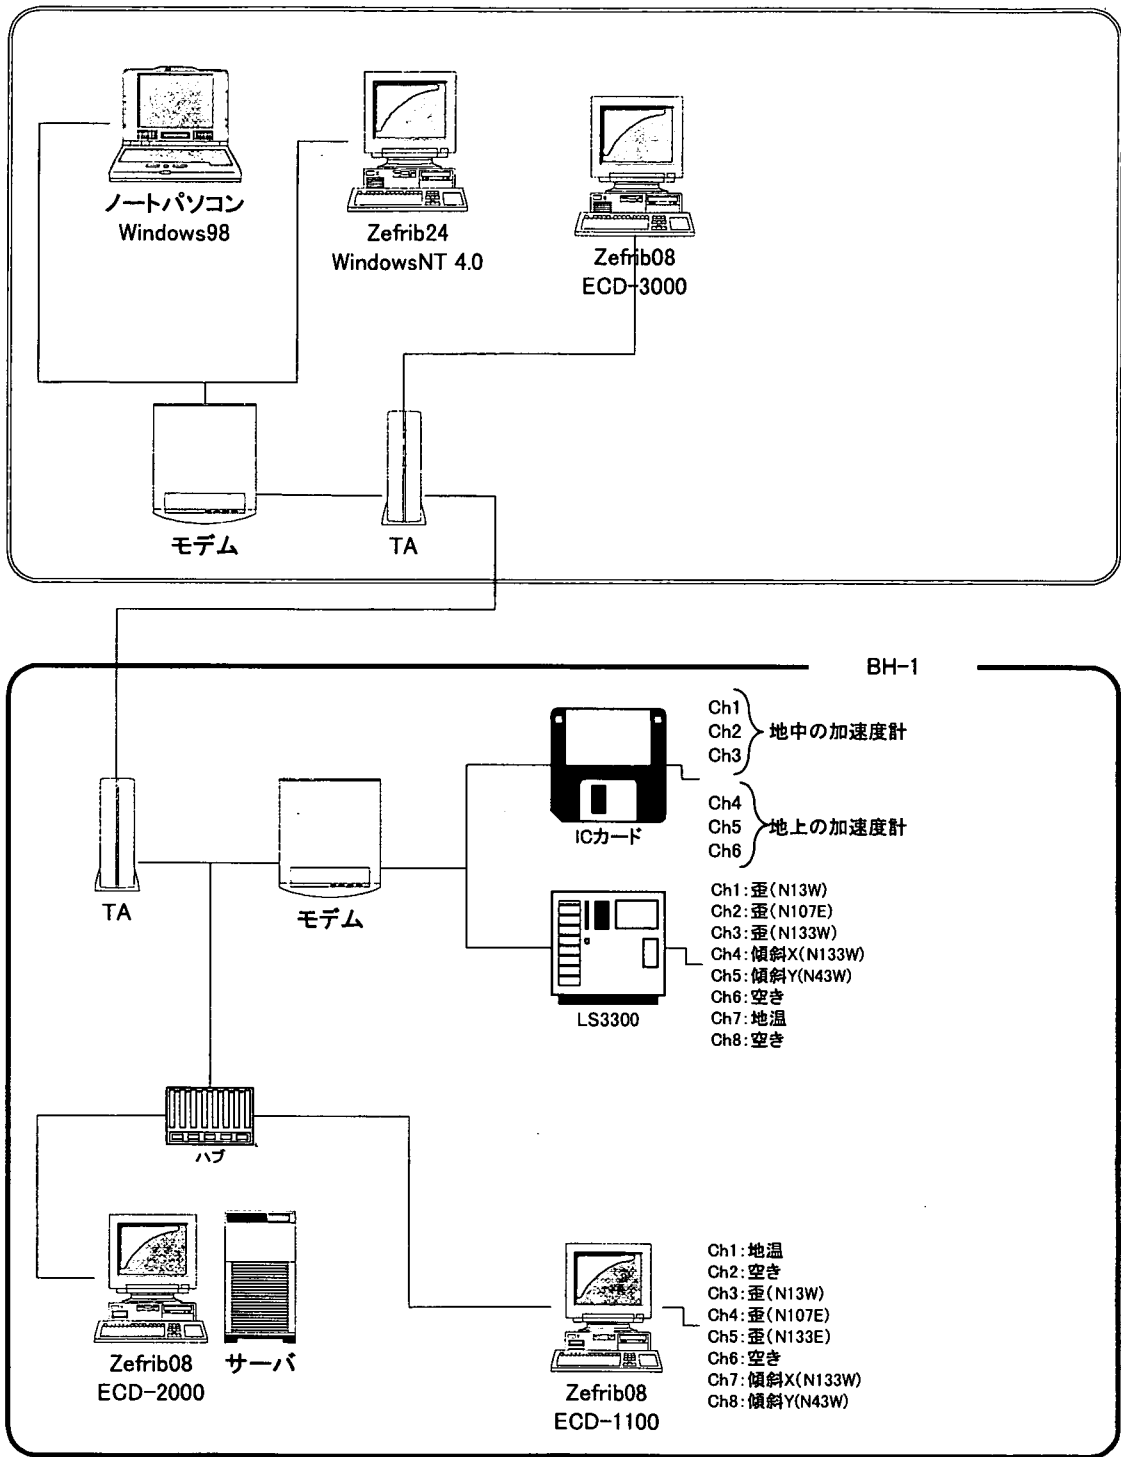 ノートパソコン
Windows98
Zefrib24
WindowsNT 4.0
Zefrib08
ECD-3000
モデム
TA
BH-1
Ch1
Ch2
Ch3
地中の加速度計
Ch4
Ch5
Ch6
地上の加速度計
ICカード
TA
モデム
Ch1:歪(N13W)
Ch2:歪(N107E)
Ch3:歪(N133W)
Ch4:傾斜X(N133W)
Ch5:傾斜Y(N43W)
Ch6:空き
Ch7:地温
Ch8:空き
LS3300
ハブ
Zefrib08
ECD-2000
サーバ
Zefrib08
ECD-1100
Ch1:地温
Ch2:空き
Ch3:歪(N13W)
Ch4:歪(N107E)
Ch5:歪(N133E)
Ch6:空き
Ch7:傾斜X(N133W)
Ch8:傾斜Y(N43W)